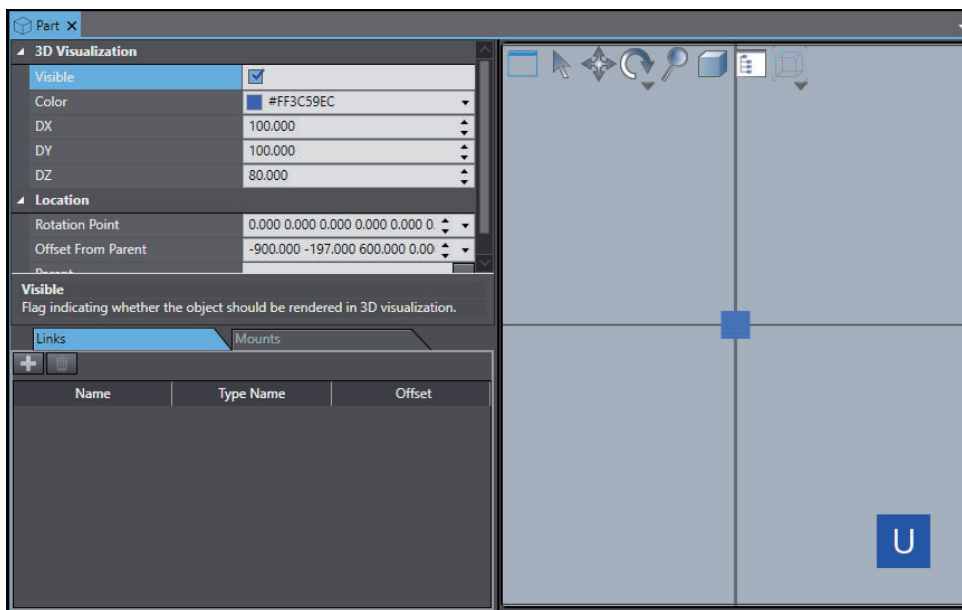 Part
3D Visualization
Visible
Color #FF3C59EC
DX 100.000
DY 100.000
DZ 80.000
Location
Rotation Point 0.000 0.000 0.000 0.000 0.000 0.
Offset From Parent -900.000 -197.000 600.000 0.00
Parent
Visible
Flag indicating whether the object should be rendered in 3D visualization.
Links Mounts
Name Type Name Offset
U